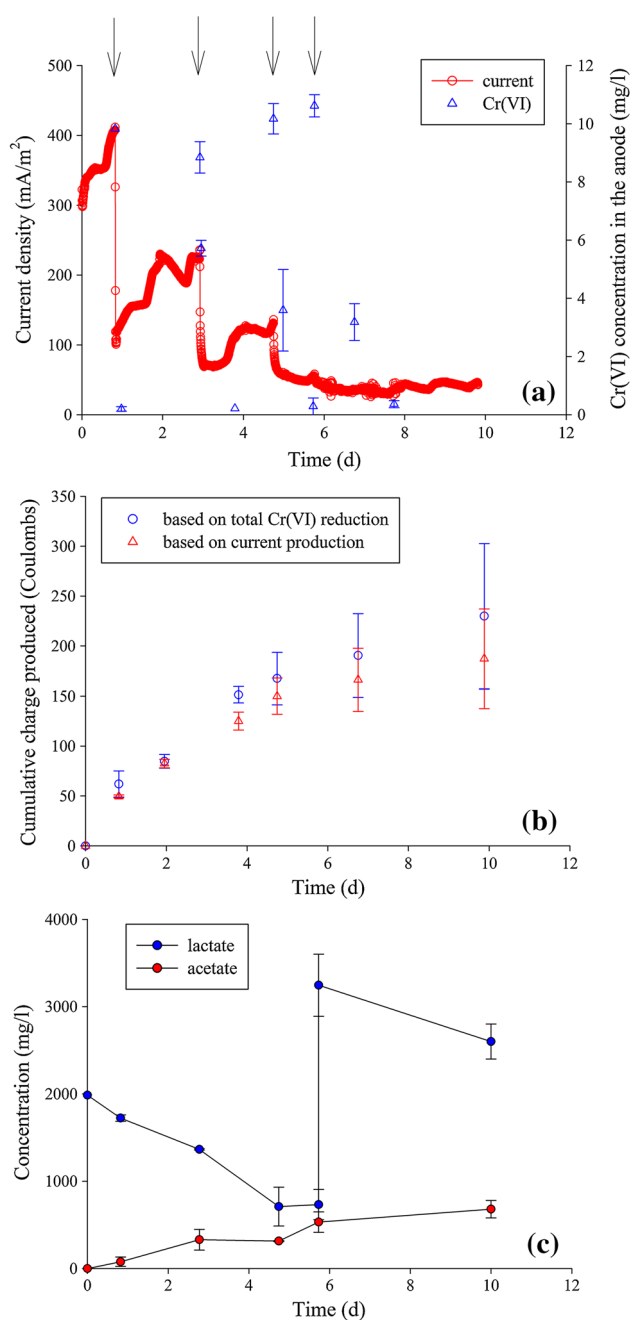 500
400
300
200
100
0
Current density (mA/m²)
current
Cr(VI)
12
10
8
6
4
2
0
Cr(VI) concentration in the anode (mg/l)
(a)
0 2 4 6 8 10 12
Time (d)
350
300
250
200
150
100
50
0
Cumulative charge produced (Coulombs)
based on total Cr(VI) reduction
based on current production
(b)
0 2 4 6 8 10 12
Time (d)
4000
3000
2000
1000
0
Concentration (mg/l)
lactate
acetate
(c)
0 2 4 6 8 10 12
Time (d)